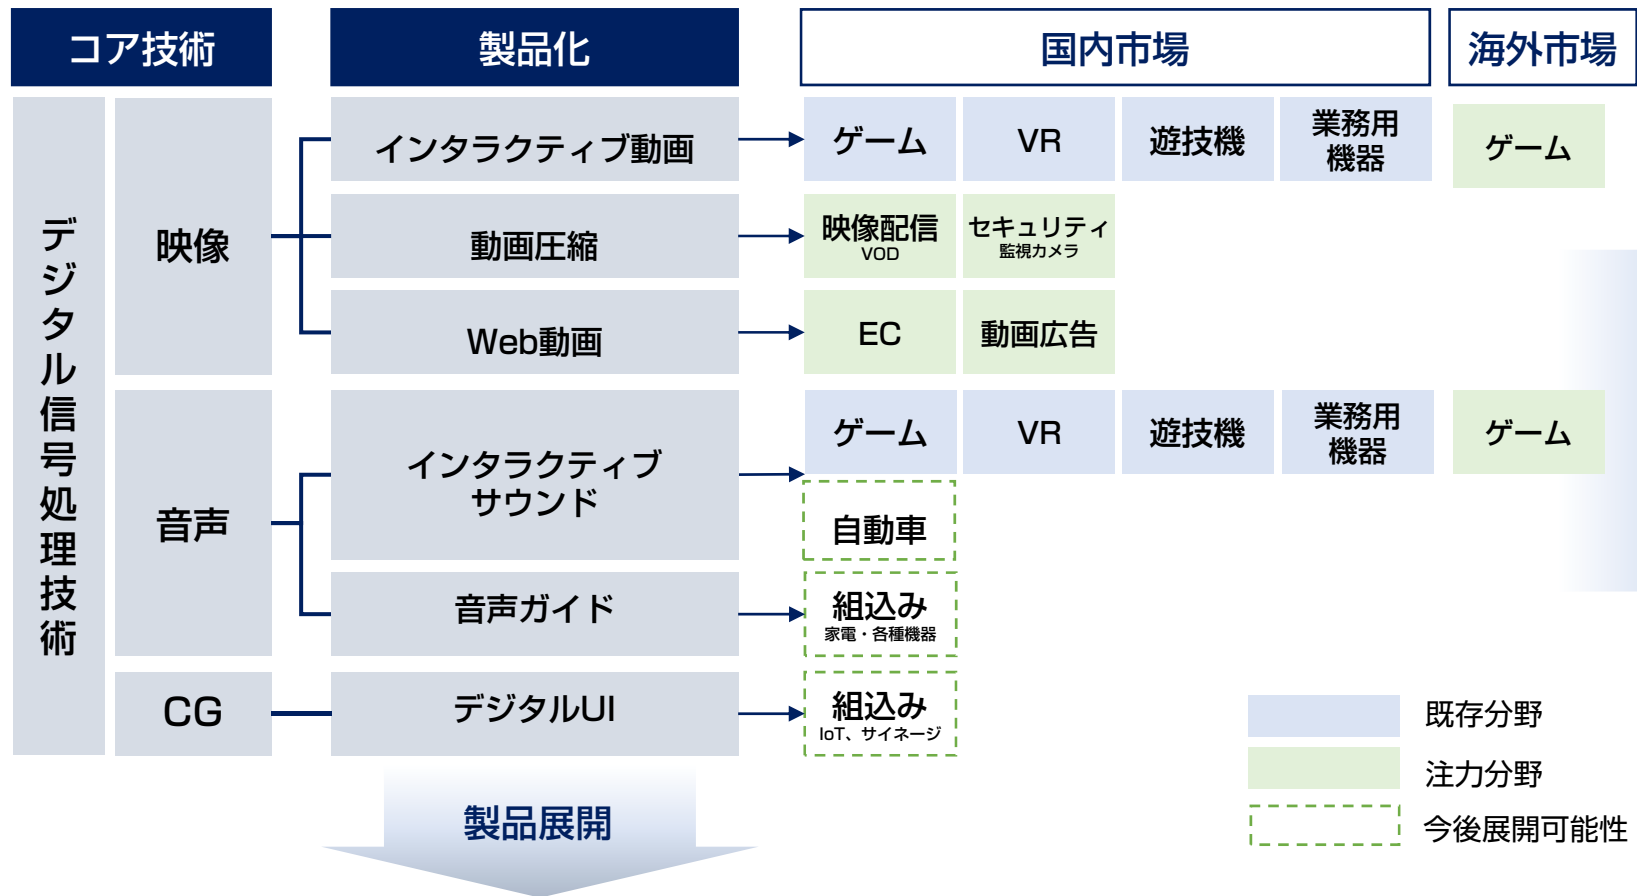 コア技術
製品化
国内市場
海外市場
デジタル信号処理技術
映像
インタラクティブ動画
ゲーム
VR
遊技機
業務用
機器
ゲーム
動画圧縮
映像配信
VOD
セキュリティ
監視カメラ
Web動画
EC
動画広告
音声
インタラクティブ
サウンド
ゲーム
VR
遊技機
業務用
機器
ゲーム
自動車
音声ガイド
組込み
家電・各種機器
CG
デジタルUI
組込み
IoT、サイネージ
製品展開
既存分野
注力分野
今後展開可能性